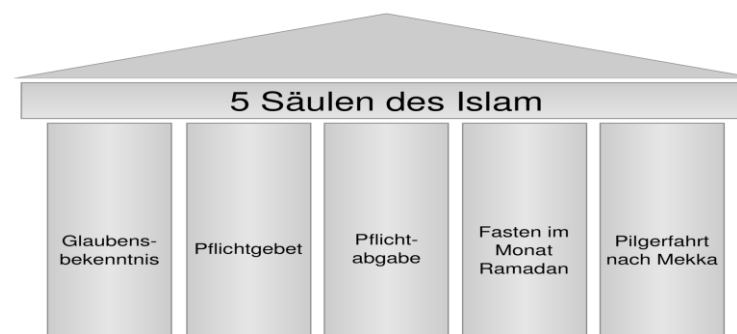 5 Säulen des Islam
Glaubens-
bekenntnis
Pflichtgebet
Pflicht-
abgabe
Fasten im
Monat
Ramadan
Pilgerfahrt
nach Mekka